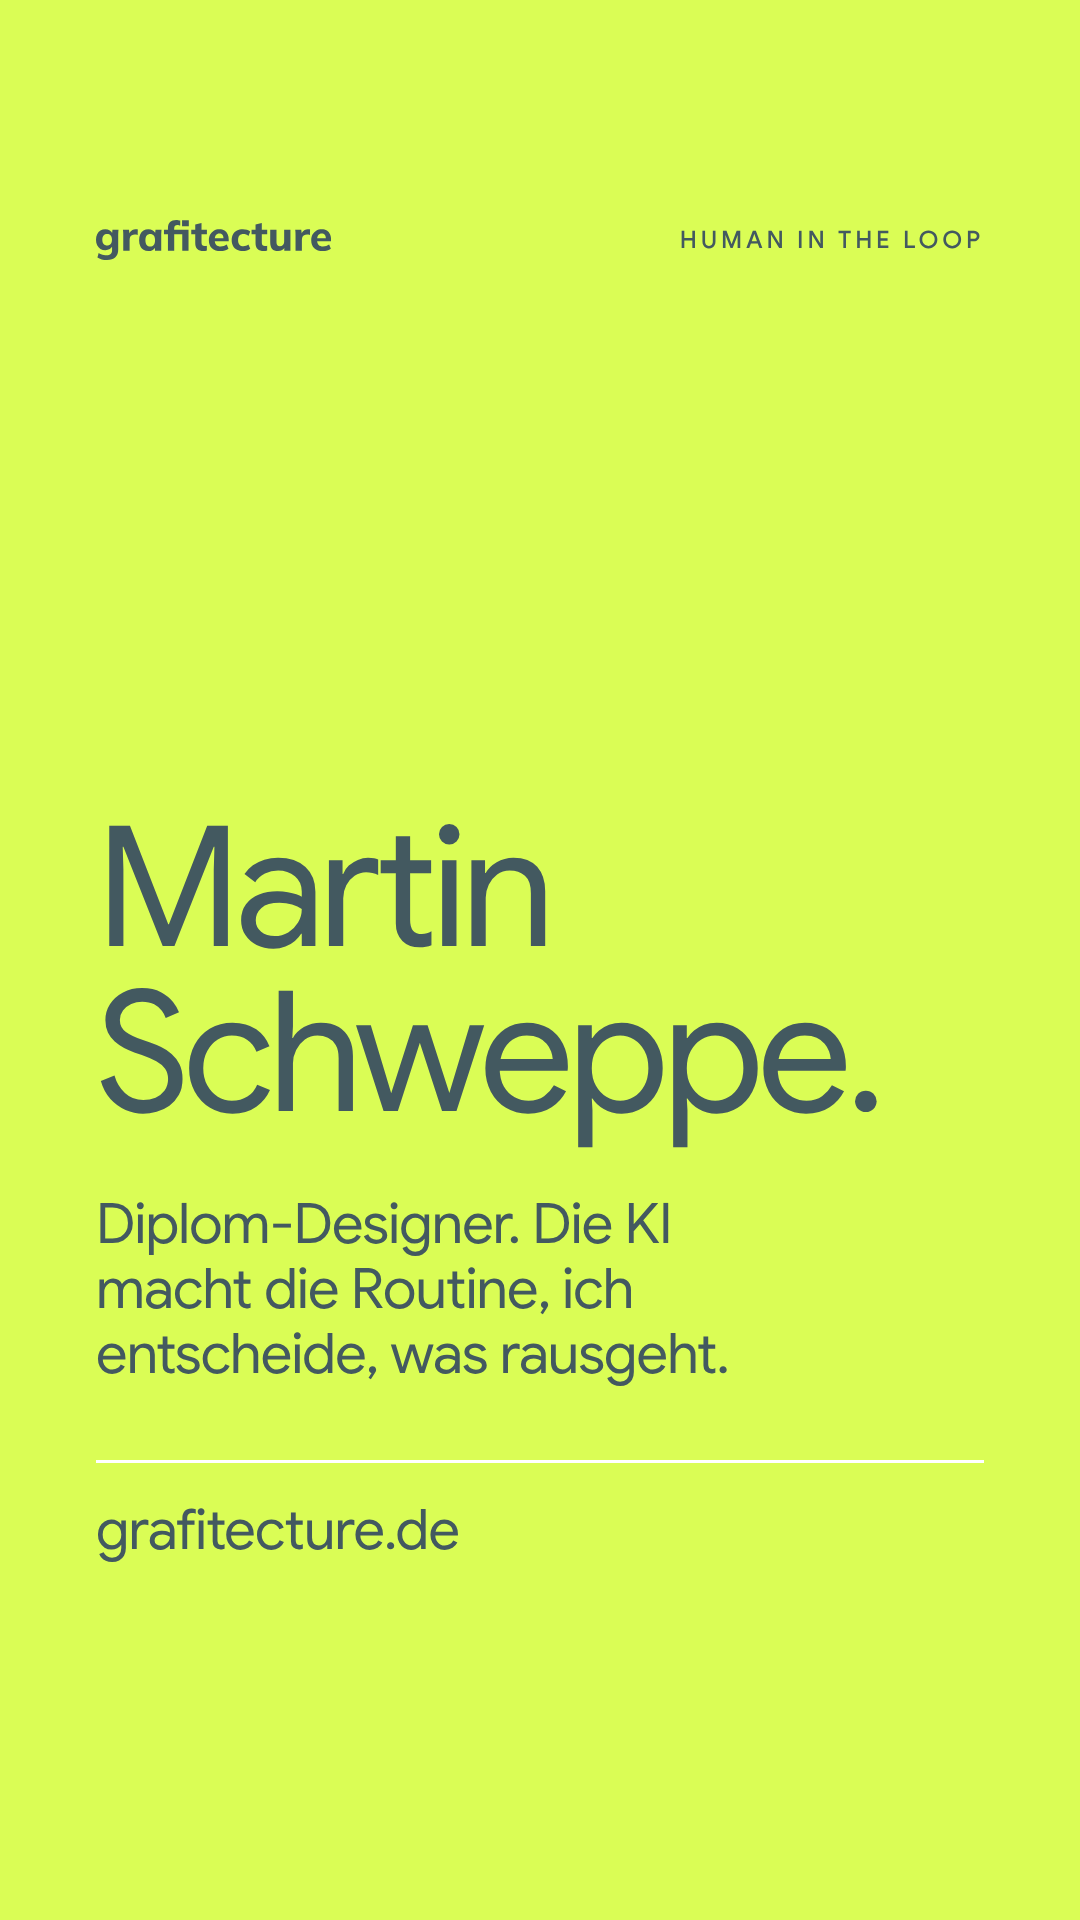 grafitecture
HUMAN IN THE LOOP
Martin
Schweppe.
Diplom-Designer. Die KI
macht die Routine, ich
entscheide, was rausgeht.
grafitecture.de